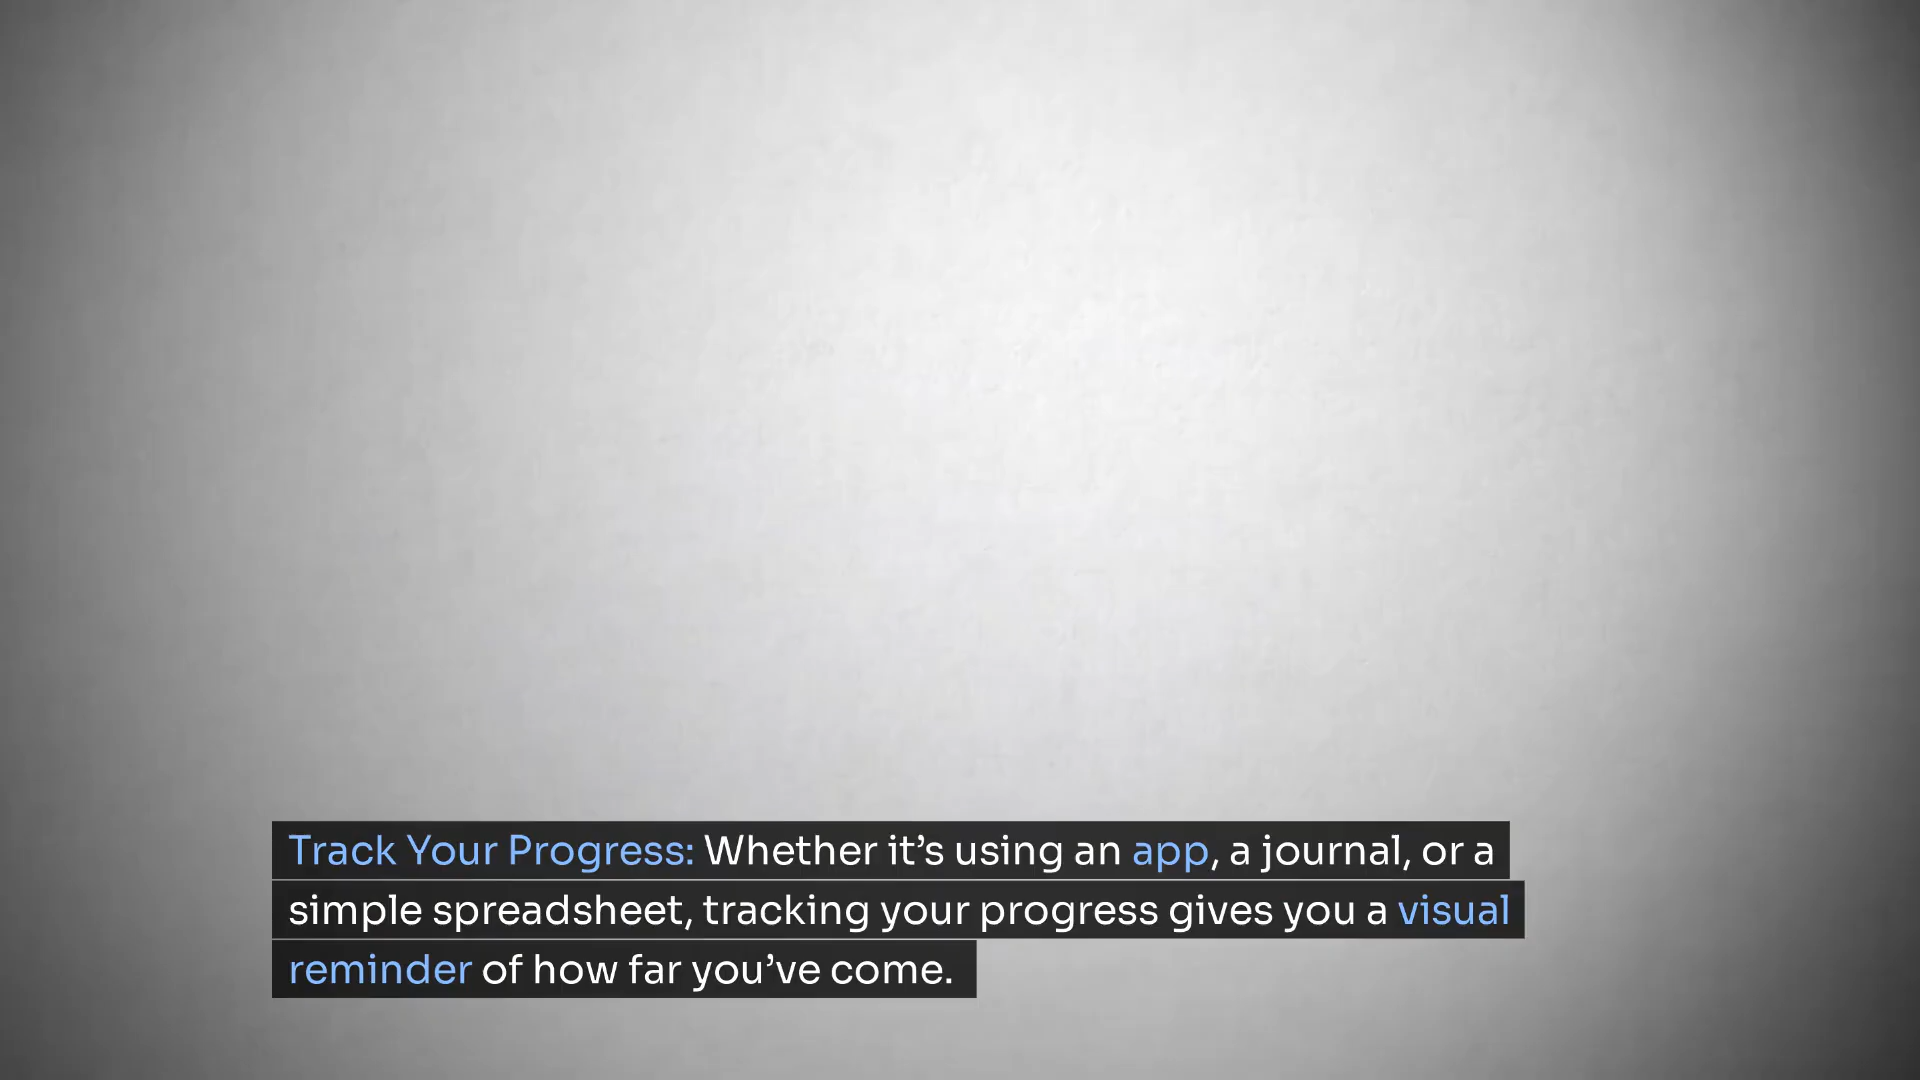 Track Your Progress: Whether it’s using an app, a journal, or a
simple spreadsheet, tracking your progress gives you a visual
reminder of how far you’ve come.